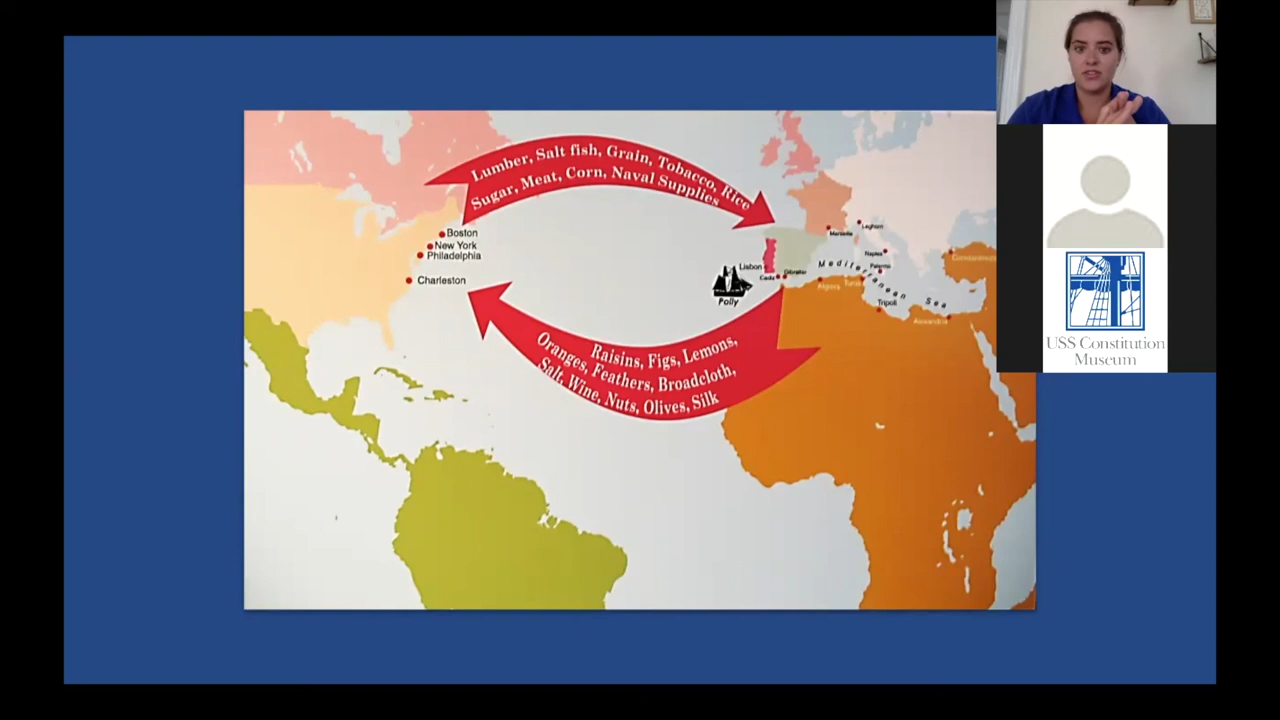 Lumber, Salt fish, Grain, Tobacco, Rice
Sugar, Meat, Corn, Naval Supplies
Boston
New York
Philadelphia
Charleston
Lisbon
Cadiz
Gibraltar
Marseille
Leghorn
Naples
Palermo
Mediterranean Sea
Algiers
Tunis
Tripoli
Alexandria
Polly
Raisins, Figs, Lemons,
Oranges, Feathers, Broadcloth,
Salt, Wine, Nuts, Olives, Silk
USS Constitution
Museum